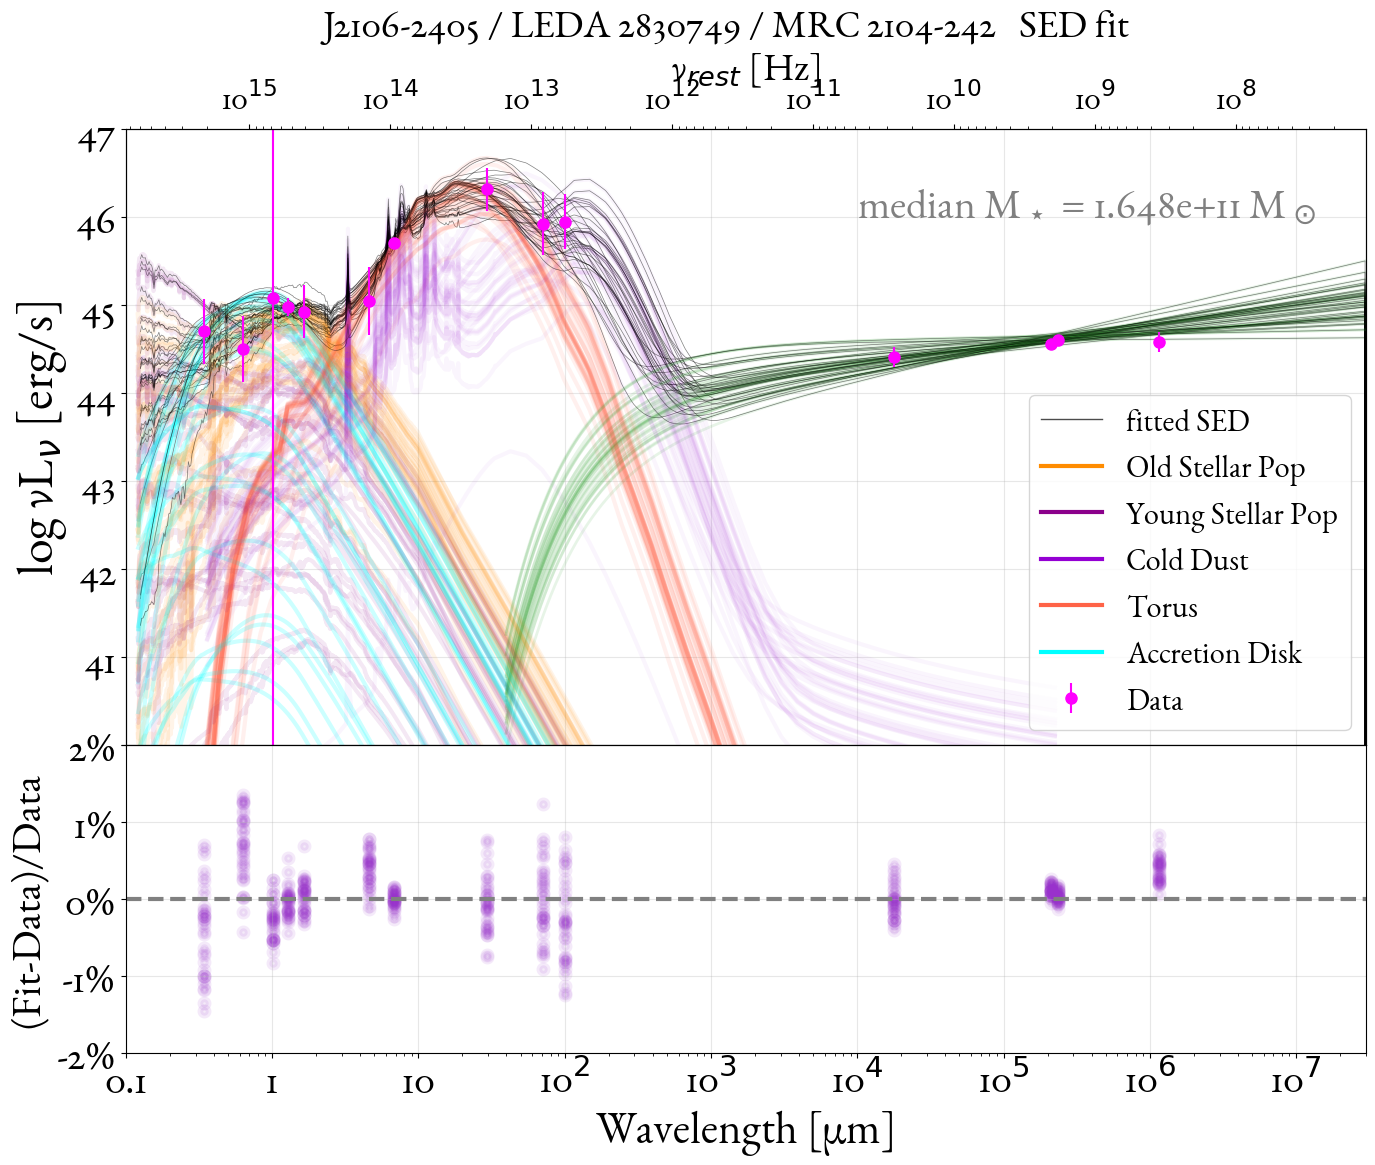 J2106-2405 / LEDA 2830749 / MRC 2104-242 SED fit
ν_rest [Hz]
10^15 10^14 10^13 10^12 10^11 10^10 10^9 10^8
47
46
45
44
43
42
41
log νL_ν [erg/s]
median M⋆ = 1.648e+11 M⊙
fitted SED
Old Stellar Pop
Young Stellar Pop
Cold Dust
Torus
Accretion Disk
Data
2%
1%
0%
-1%
-2%
(Fit-Data)/Data
0.1 1 10 10^2 10^3 10^4 10^5 10^6 10^7
Wavelength [μm]